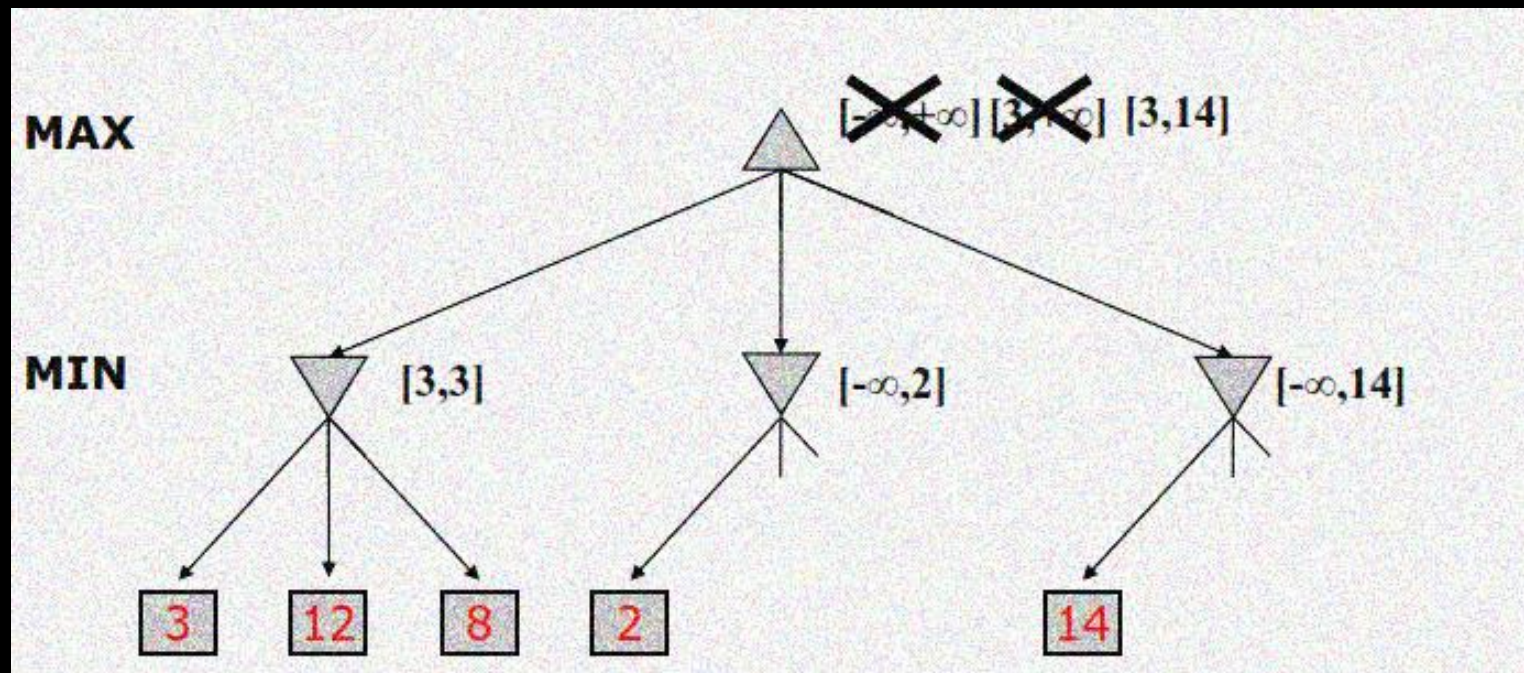 MAX [-∞,+∞] [3,+∞] [3,14]
MIN [3,3] [-∞,2] [-∞,14]
3 12 8 2 14